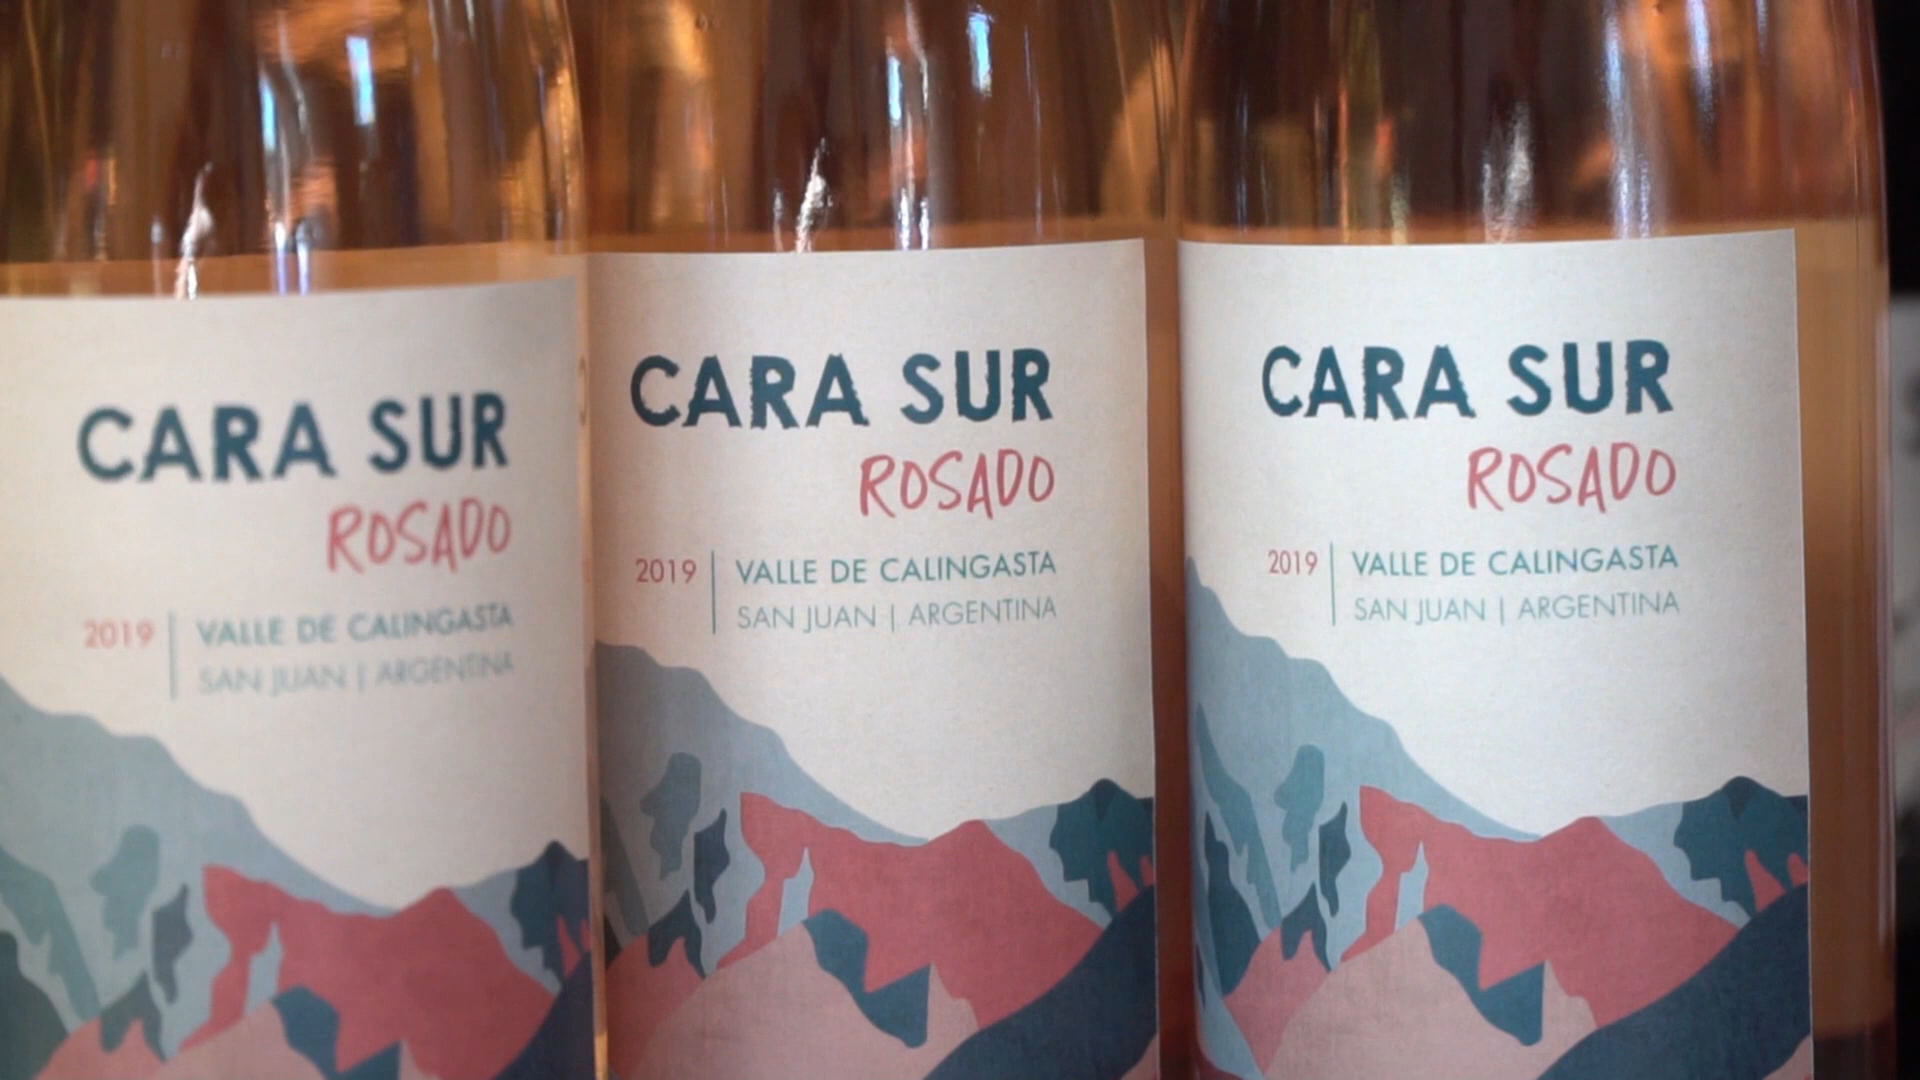 CARA SUR
ROSADO
2019 | VALLE DE CALINGASTA
SAN JUAN | ARGENTINA
CARA SUR
ROSADO
2019 | VALLE DE CALINGASTA
SAN JUAN | ARGENTINA
CARA SUR
ROSADO
2019 | VALLE DE CALINGASTA
SAN JUAN | ARGENTINA